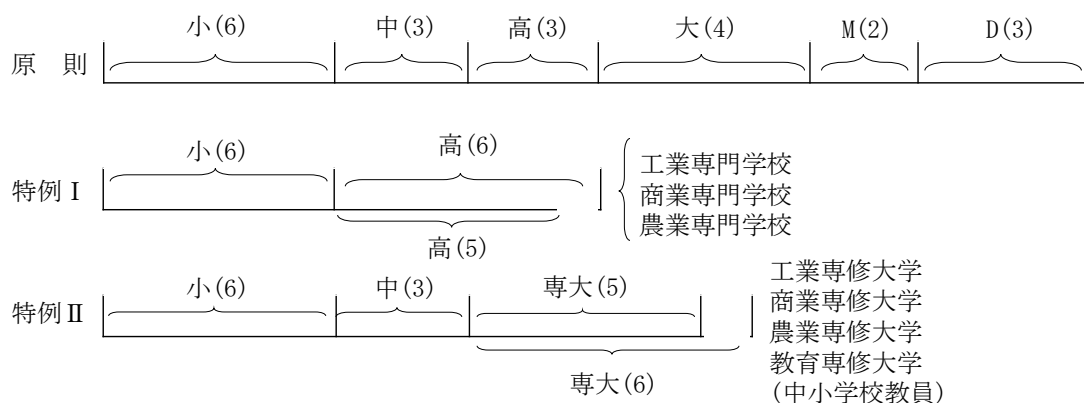 小(6) 中(3) 高(3) 大(4) M(2) D(3)
原 則
小(6) 高(6)
特例Ⅰ
高(5)
工業専門学校
商業専門学校
農業専門学校
小(6) 中(3) 専大(5)
特例Ⅱ
専大(6)
工業専修大学
商業専修大学
農業専修大学
教育専修大学
(中小学校教員)